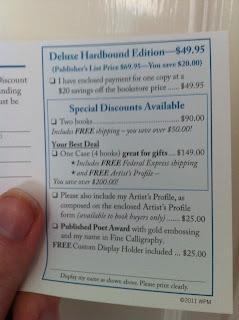 Deluxe Hardbound Edition—$49.95
(Publisher's List Price $69.95—You save $20.00)
❑ I have enclosed payment for one copy at a
$20 savings off the bookstore price ..... $49.95
Special Discounts Available
❑ Two books ........................ $90.00
Includes FREE shipping – you save over $50.00!
Your Best Deal
❑ One Case (4 books) great for gifts ... $149.00
★ Includes FREE Federal Express shipping
★ and FREE Artist's Profile –
You save over $200.00!
❑ Please also include my Artist's Profile, as
composed on the enclosed Artist's Profile
form (available to book buyers only) ...... $25.00
❑ Published Poet Award with gold embossing
and my name in Fine Calligraphy.
FREE Custom Display Holder included ... $25.00
Display my name as shown above. Please print clearly.
©2011 WPM
Discount
nding
ust be